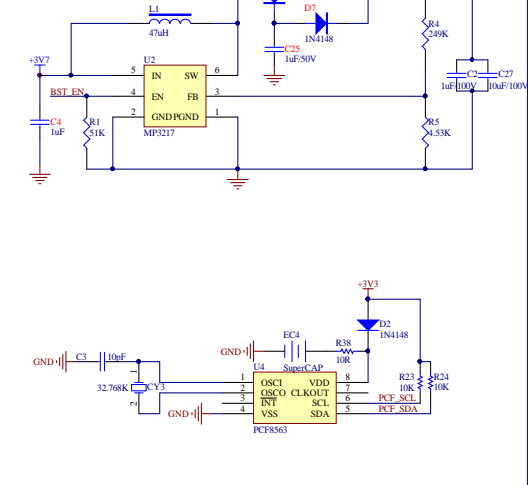 D7
L1
1N4148
R4
47uH
249K
C25
1uF/50V
+3V7
U2
5 IN SW 6
C2 C27
1uF/100V 10uF/100V
BST_EN 4 EN FB 3
C4 R1 2 GND PGND 1 R5
1uF 51K 4.53K
MP3217
+3V3
D2
1N4148
EC4 R38
GND
10R
C3 10pF
GND
U4 SuperCAP
1 OSCI VDD 8 R23 R24
32.768K CY3 2 OSCO CLKOUT 7 10K 10K
1
3 INT SCL 6 PCF_SCL
2
GND 4 VSS SDA 5 PCF_SDA
PCF8563